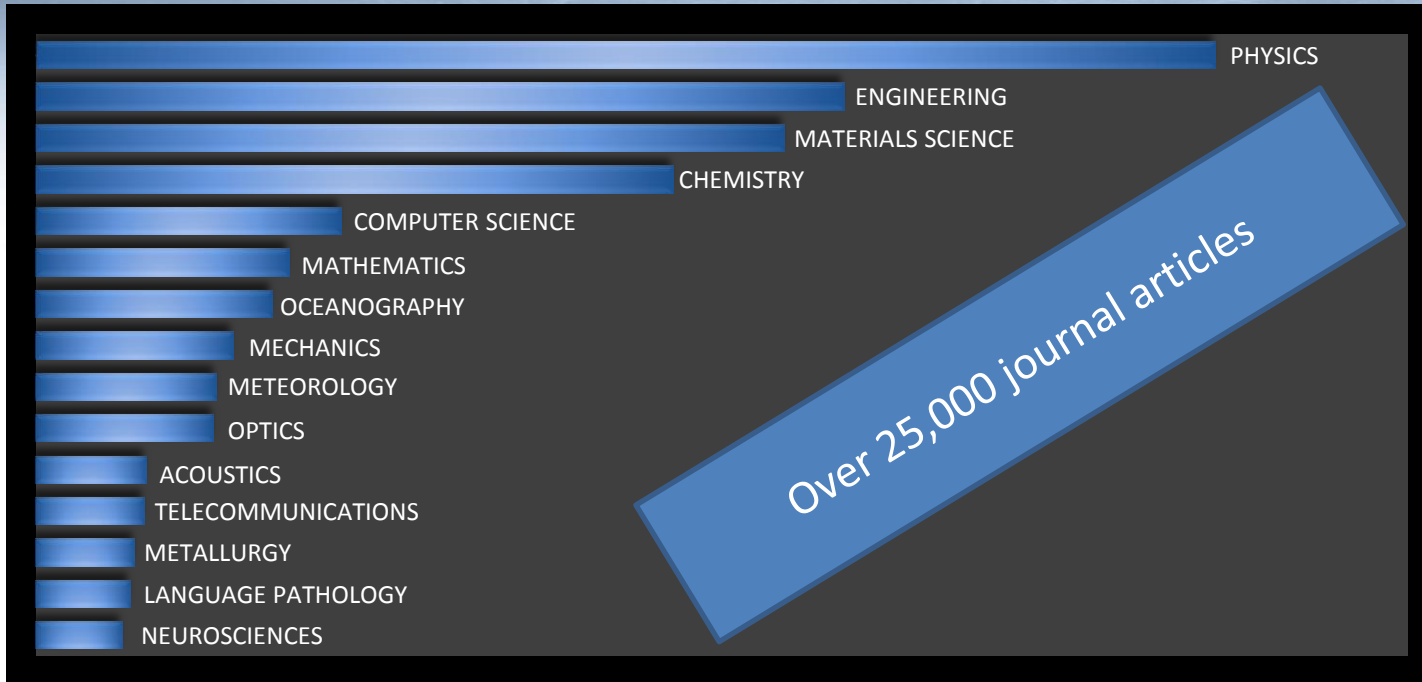 PHYSICS
ENGINEERING
MATERIALS SCIENCE
CHEMISTRY
COMPUTER SCIENCE
MATHEMATICS
OCEANOGRAPHY
MECHANICS
METEOROLOGY
OPTICS
ACOUSTICS
TELECOMMUNICATIONS
METALLURGY
LANGUAGE PATHOLOGY
NEUROSCIENCES
Over 25,000 journal articles